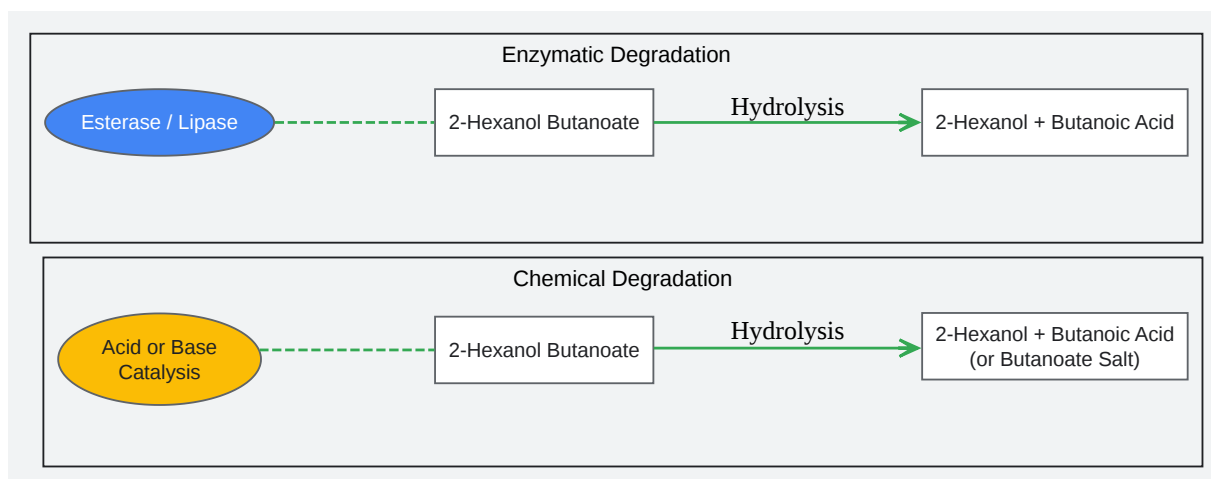 Enzymatic Degradation
Esterase / Lipase
2-Hexanol Butanoate
Hydrolysis
2-Hexanol + Butanoic Acid
Chemical Degradation
Acid or Base
Catalysis
2-Hexanol Butanoate
Hydrolysis
2-Hexanol + Butanoic Acid
(or Butanoate Salt)